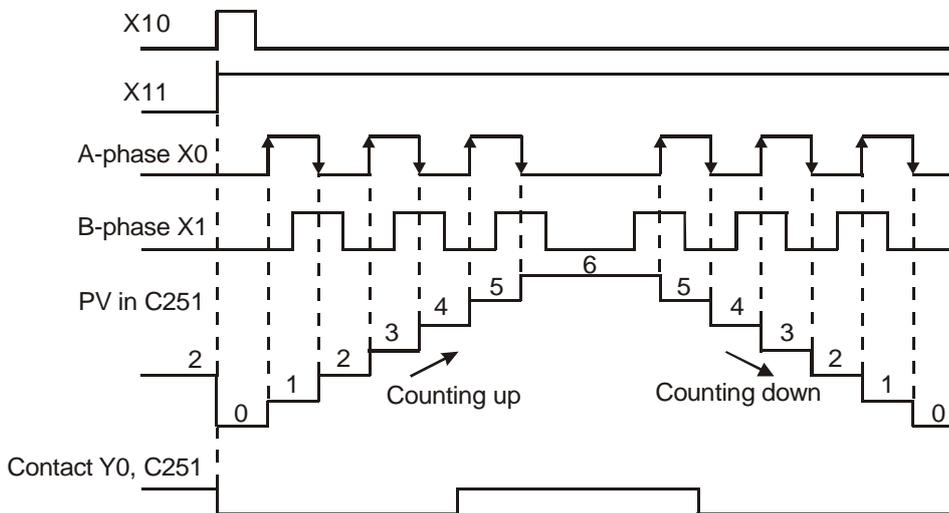 X10
X11
A-phase X0
B-phase X1
6
PV in C251
5
5
4
4
3
3
2
2
2
Counting up
Counting down
1
1
0
0
Contact Y0, C251